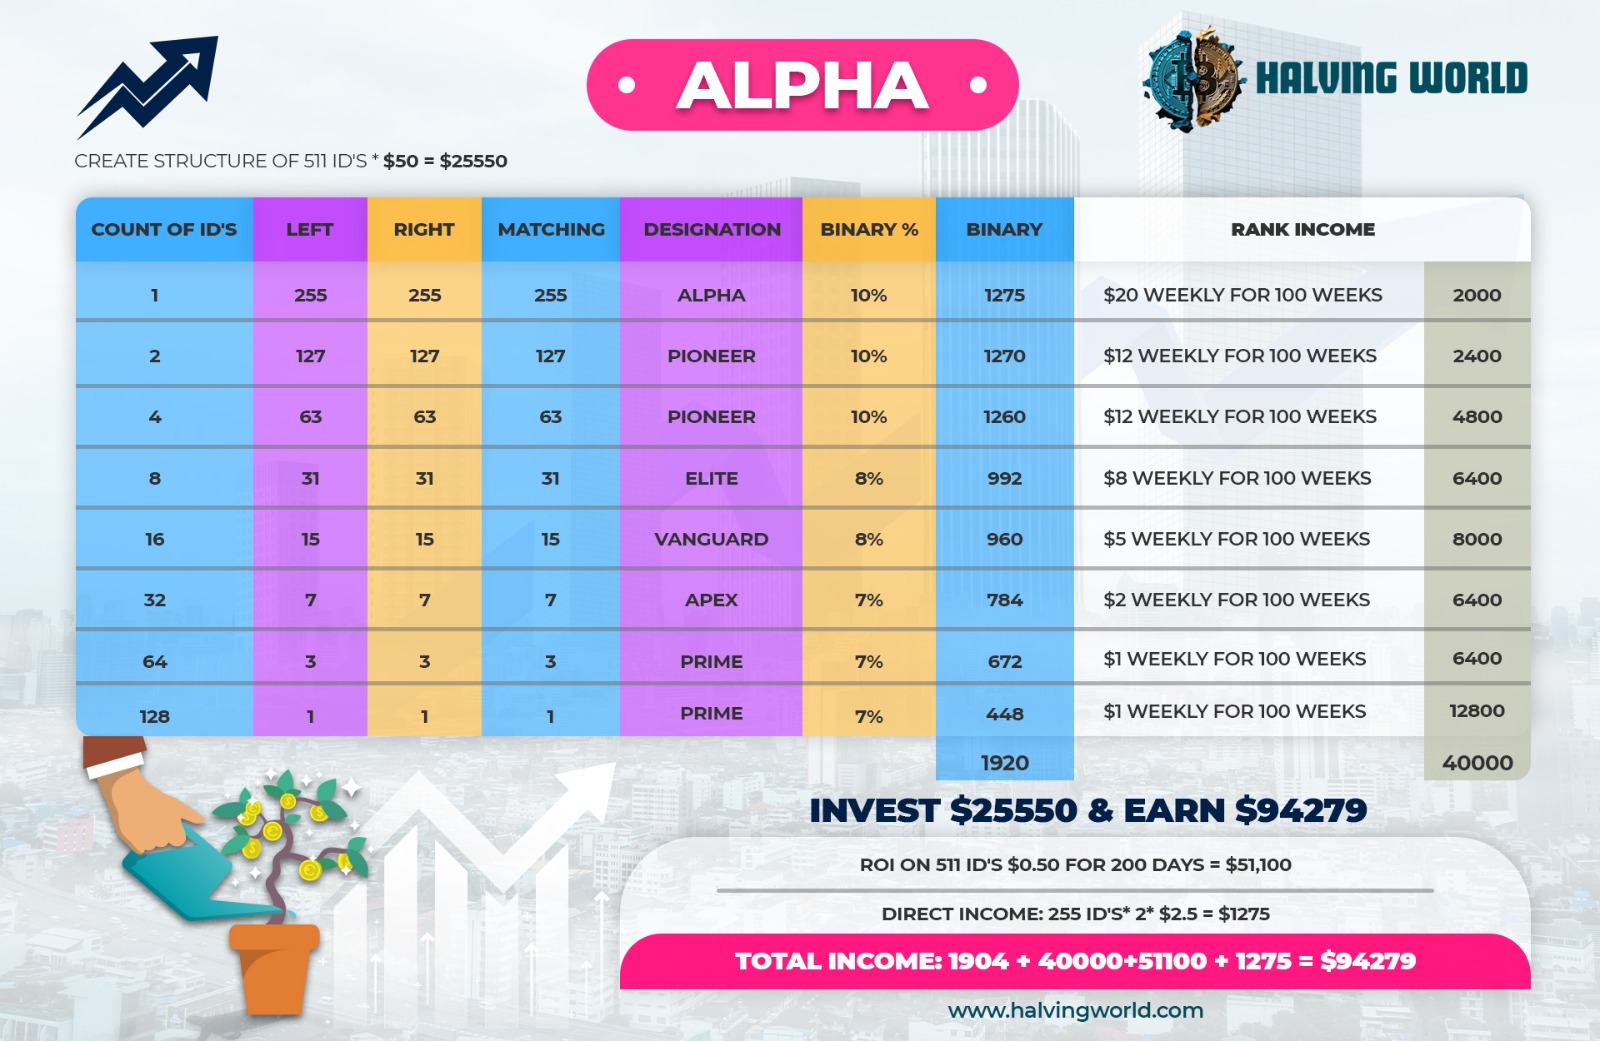 ALPHA
HALVING WORLD
CREATE STRUCTURE OF 511 ID'S * $50 = $25550
COUNT OF ID'S LEFT RIGHT MATCHING DESIGNATION BINARY % BINARY RANK INCOME
1 255 255 255 ALPHA 10% 1275 $20 WEEKLY FOR 100 WEEKS 2000
2 127 127 127 PIONEER 10% 1270 $12 WEEKLY FOR 100 WEEKS 2400
4 63 63 63 PIONEER 10% 1260 $12 WEEKLY FOR 100 WEEKS 4800
8 31 31 31 ELITE 8% 992 $8 WEEKLY FOR 100 WEEKS 6400
16 15 15 15 VANGUARD 8% 960 $5 WEEKLY FOR 100 WEEKS 8000
32 7 7 7 APEX 7% 784 $2 WEEKLY FOR 100 WEEKS 6400
64 3 3 3 PRIME 7% 672 $1 WEEKLY FOR 100 WEEKS 6400
128 1 1 1 PRIME 7% 448 $1 WEEKLY FOR 100 WEEKS 12800
1920 40000
INVEST $25550 & EARN $94279
ROI ON 511 ID'S $0.50 FOR 200 DAYS = $51,100
DIRECT INCOME: 255 ID'S* 2* $2.5 = $1275
TOTAL INCOME: 1904 + 40000+51100 + 1275 = $94279
www.halvingworld.com